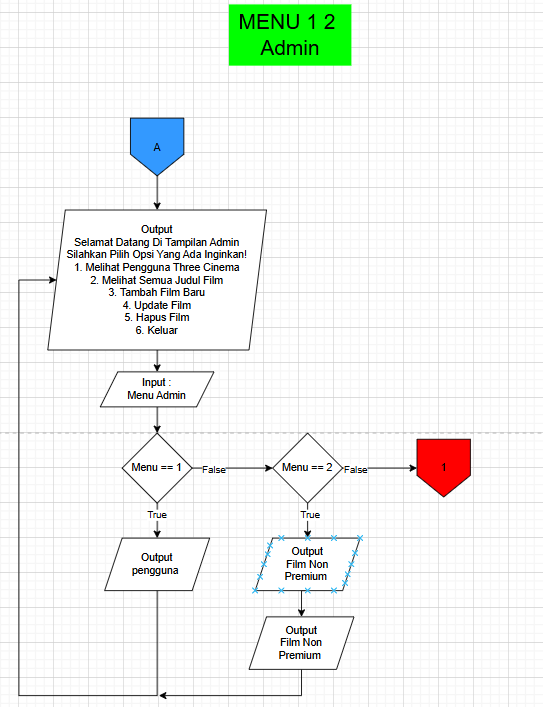 MENU 1 2
Admin
A
Output
Selamat Datang Di Tampilan Admin
Silahkan Pilih Opsi Yang Ada Inginkan!
1. Melihat Pengguna Three Cinema
2. Melihat Semua Judul Film
3. Tambah Film Baru
4. Update Film
5. Hapus Film
6. Keluar
Input :
Menu Admin
Menu == 1
False
Menu == 2
False
1
True
True
Output
pengguna
Output
Film Non
Premium
Output
Film Non
Premium